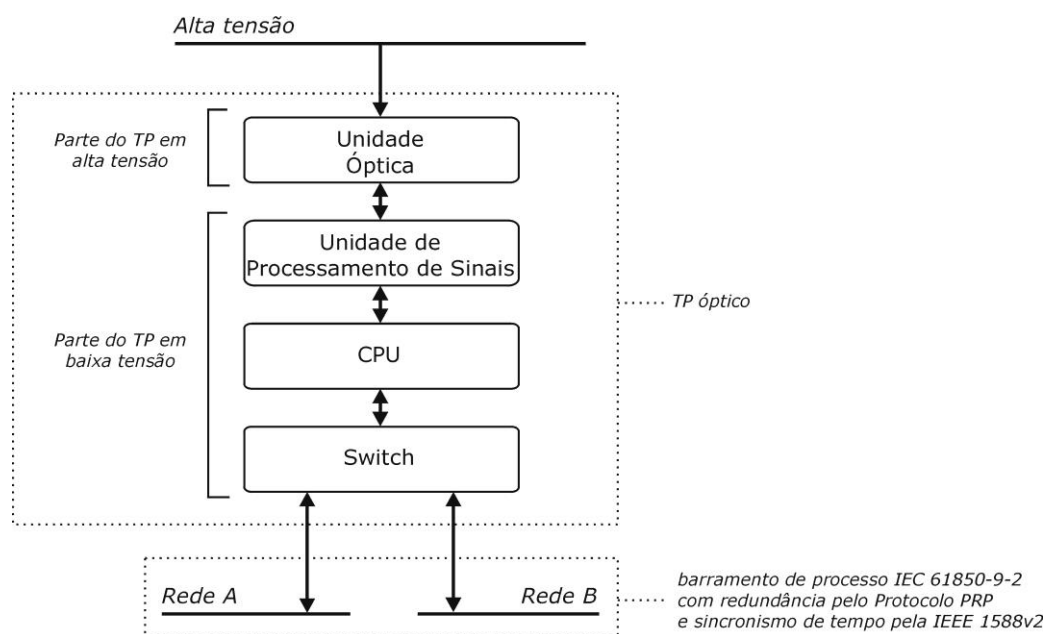 Alta tensão
Parte do TP em
alta tensão
Unidade
Óptica
Unidade de
Processamento de Sinais
TP óptico
Parte do TP em
baixa tensão
CPU
Switch
Rede A
Rede B
barramento de processo IEC 61850-9-2
com redundância pelo Protocolo PRP
e sincronismo de tempo pela IEEE 1588v2